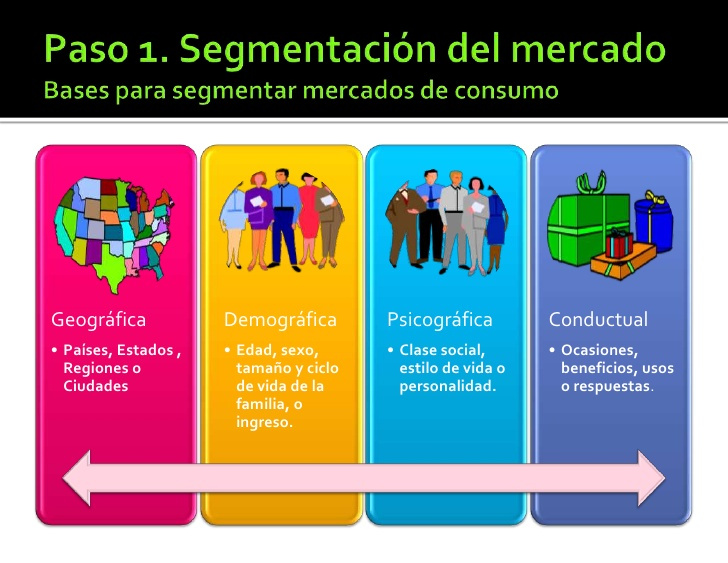 Paso 1. Segmentación del mercado
Bases para segmentar mercados de consumo
Geográfica
• Países, Estados ,
Regiones o
Ciudades
Demográfica
• Edad, sexo,
tamaño y ciclo
de vida de la
familia, o
ingreso.
Psicográfica
• Clase social,
estilo de vida o
personalidad.
Conductual
• Ocasiones,
beneficios, usos
o respuestas.